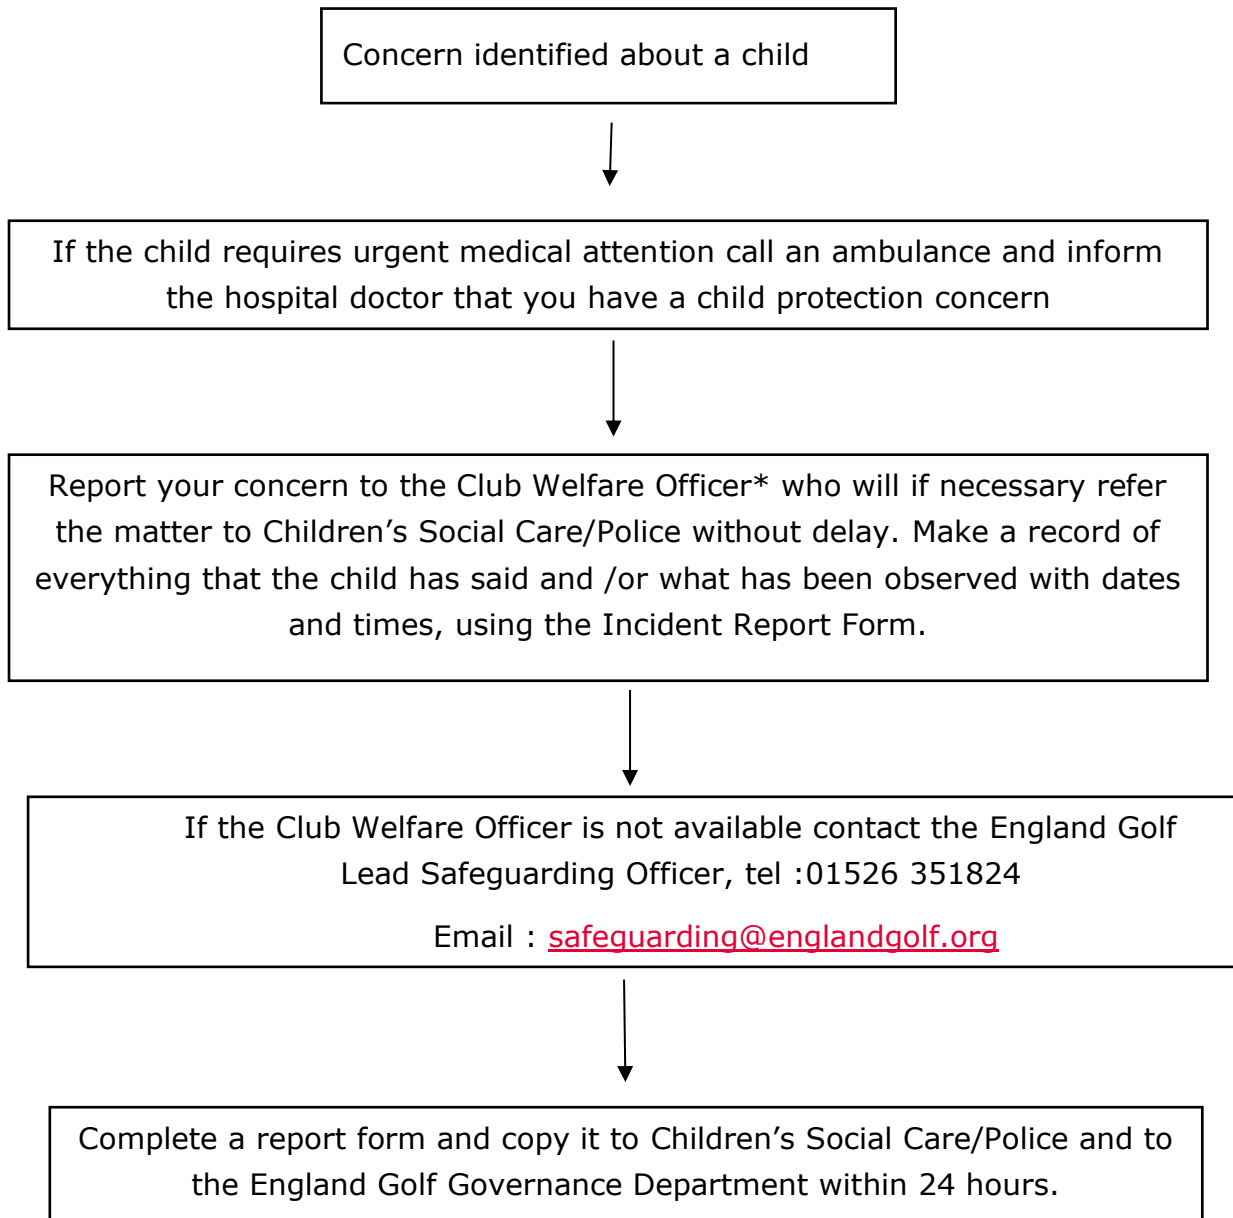 Concern identified about a child
If the child requires urgent medical attention call an ambulance and inform
the hospital doctor that you have a child protection concern
Report your concern to the Club Welfare Officer* who will if necessary refer
the matter to Children’s Social Care/Police without delay. Make a record of
everything that the child has said and /or what has been observed with dates
and times, using the Incident Report Form.
If the Club Welfare Officer is not available contact the England Golf
Lead Safeguarding Officer, tel :01526 351824
Email : safeguarding@englandgolf.org
Complete a report form and copy it to Children’s Social Care/Police and to
the England Golf Governance Department within 24 hours.